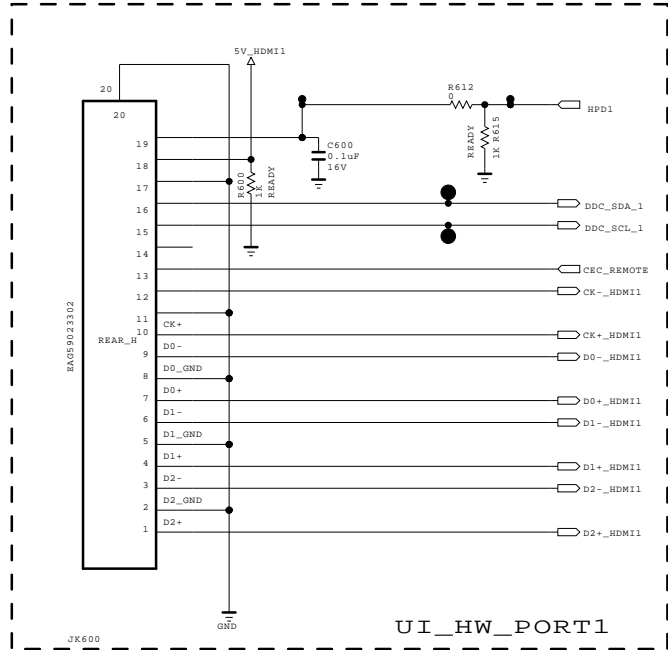 5V_HDMI1
R612
0
HPD1
20
20
READY
1K R615
19
C600
0.1uF
16V
18
R600
1K
READY
17
16
DDC_SDA_1
15
DDC_SCL_1
14
13
CEC_REMOTE
12
CK-_HDMI1
11
CK+
10
CK+_HDMI1
REAR_H
D0-
9
D0-_HDMI1
EAG59023302
D0_GND
8
D0+
7
D0+_HDMI1
D1-
6
D1-_HDMI1
D1_GND
5
D1+
4
D1+_HDMI1
D2-
3
D2-_HDMI1
D2_GND
2
D2+
1
D2+_HDMI1
GND
UI_HW_PORT1
JK600